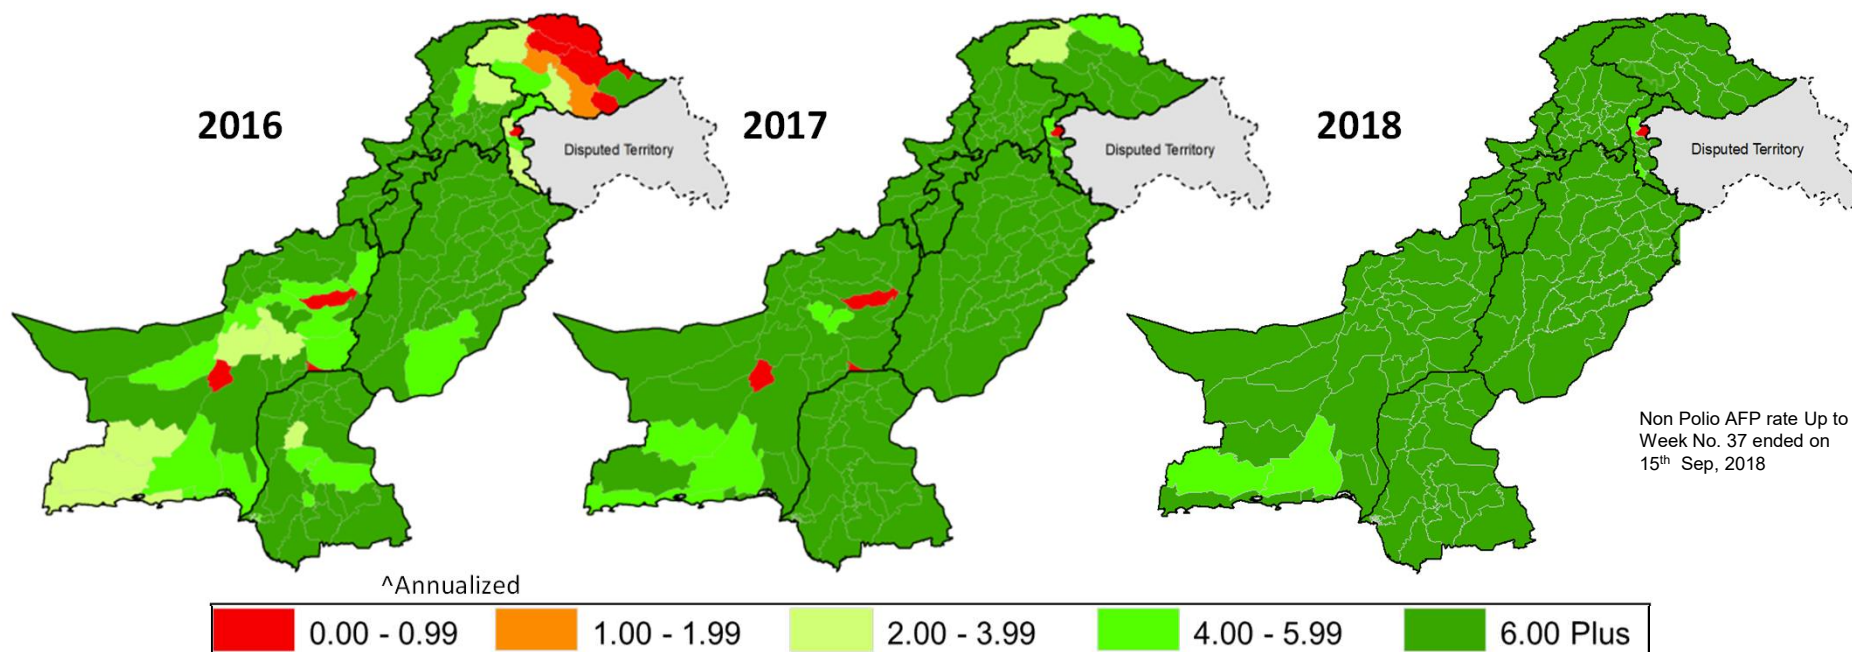 2016
2017
2018
Disputed Territory
Disputed Territory
Disputed Territory
Non Polio AFP rate Up to
Week No. 37 ended on
15th Sep, 2018
^Annualized
0.00 - 0.99
1.00 - 1.99
2.00 - 3.99
4.00 - 5.99
6.00 Plus